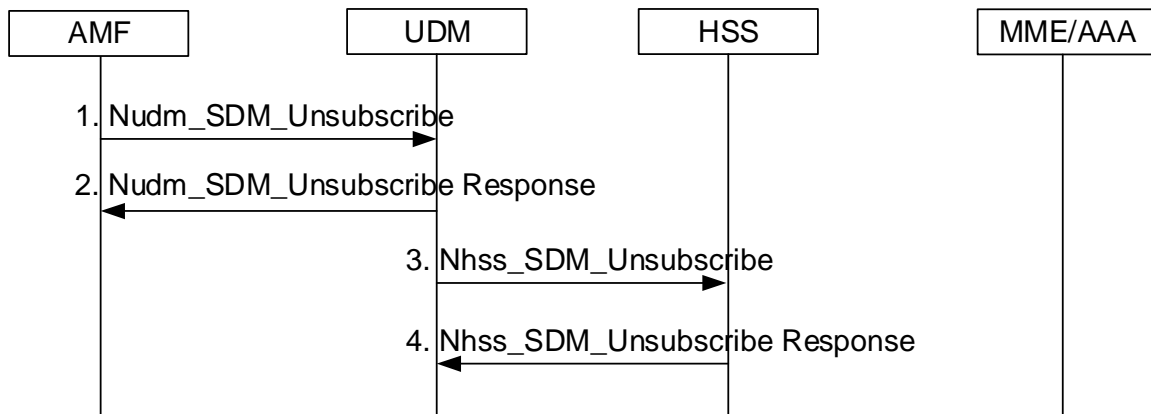 AMF
UDM
HSS
MME/AAA
1. Nudm_SDM_Unsubscribe
2. Nudm_SDM_Unsubscribe Response
3. Nhss_SDM_Unsubscribe
4. Nhss_SDM_Unsubscribe Response